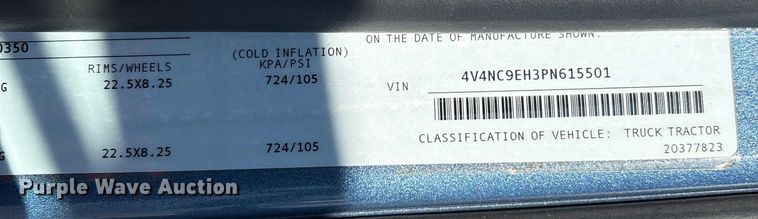 0350
ON THE DATE OF MANUFACTURE SHOWN.
(COLD INFLATION)
RIMS/WHEELS KPA/PSI
G 22.5X8.25 724/105
VIN 4V4NC9EH3PN615501
CLASSIFICATION OF VEHICLE: TRUCK TRACTOR
G 22.5X8.25 724/105
20377823
Purple Wave Auction